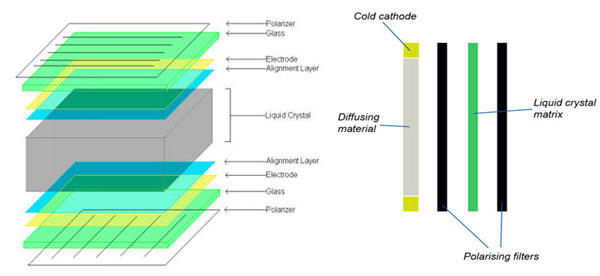 Polarizer
Glass
Electrode
Alignment Layer
Liquid Crystal
Alignment Layer
Electrode
Glass
Polarizer
Cold cathode
Diffusing
material
Liquid crystal
matrix
Polarising filters